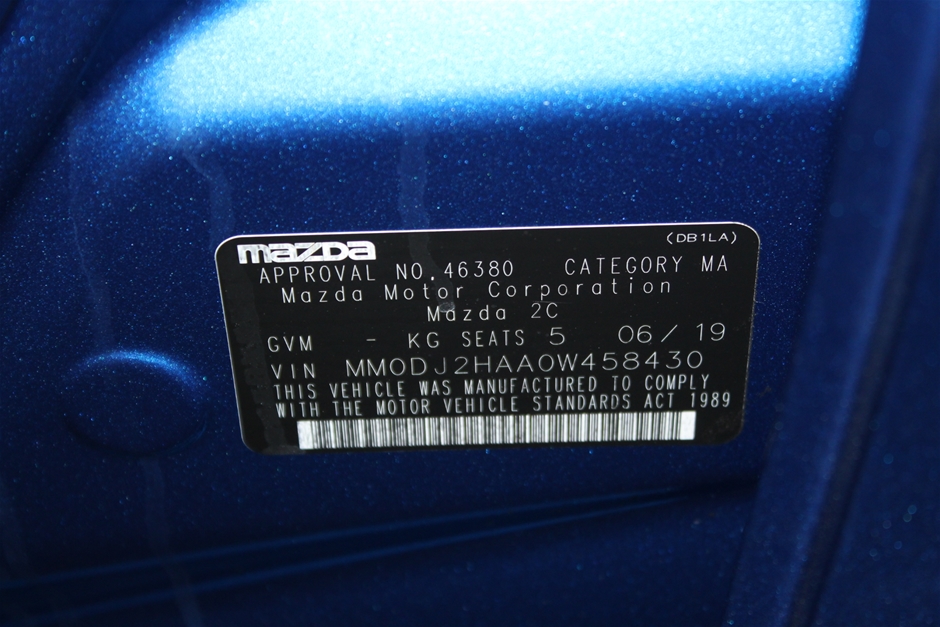 mazda (DB1LA)
APPROVAL NO.46380 CATEGORY MA
Mazda Motor Corporation
Mazda 2C
GVM - KG SEATS 5 06/19
VIN MM0DJ2HAA0W458430
THIS VEHICLE WAS MANUFACTURED TO COMPLY
WITH THE MOTOR VEHICLE STANDARDS ACT 1989